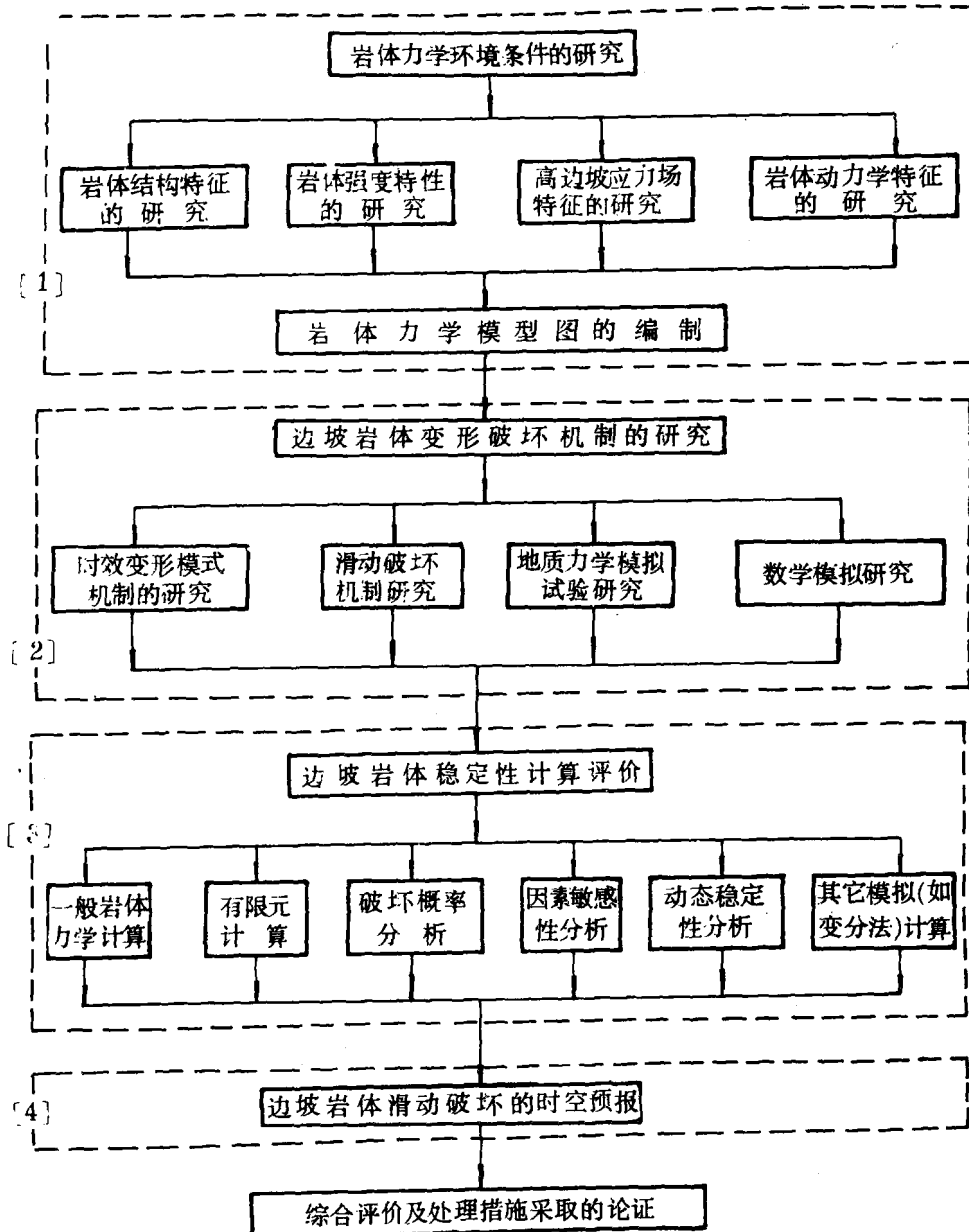 岩体力学环境条件的研究
岩体结构特征
的研究
岩体强度特性
的研究
高边坡应力场
特征的研究
岩体动力学特征
的研究
[1]
岩体力学模型图的编制
边坡岩体变形破坏机制的研究
时效变形模式
机制的研究
滑动破坏
机制研究
地质力学模拟
试验研究
数学模拟研究
[2]
边坡岩体稳定性计算评价
[3]
一般岩体
力学计算
有限元
计算
破坏概率
分析
因素敏感
性分析
动态稳定
性分析
其它模拟(如
变分法)计算
[4]
边坡岩体滑动破坏的时空预报
综合评价及处理措施采取的论证